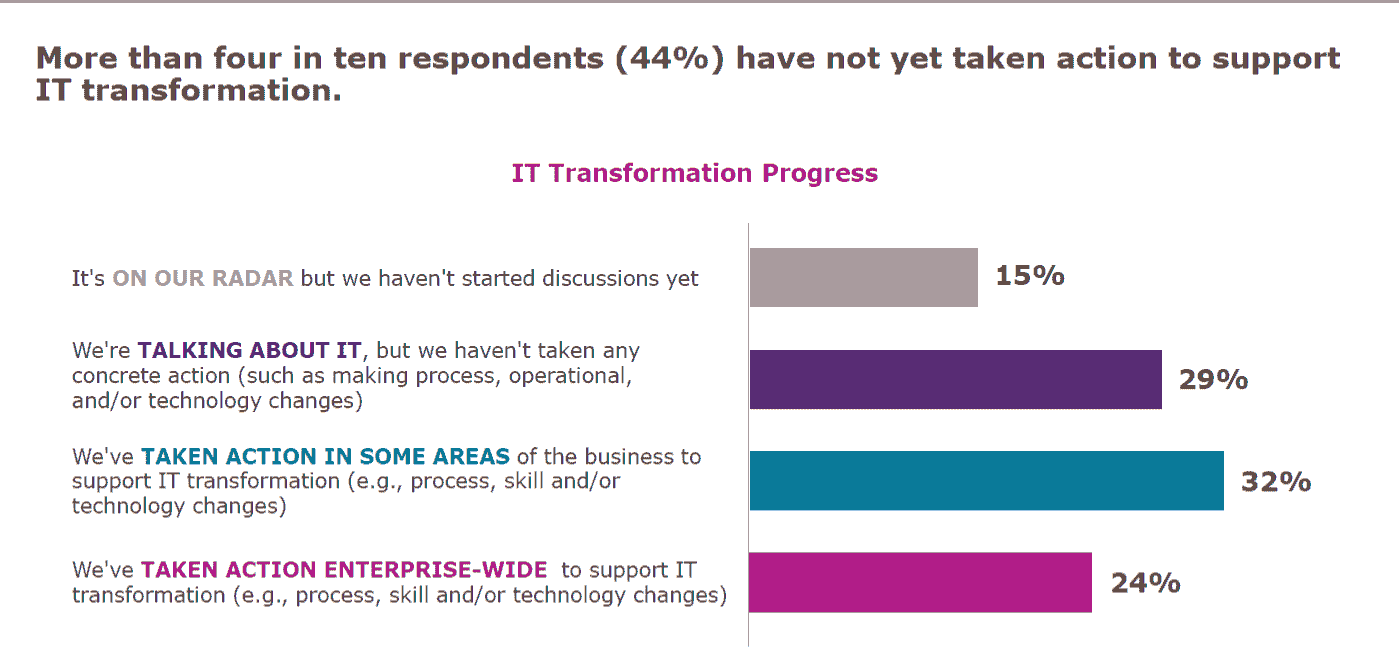 More than four in ten respondents (44%) have not yet taken action to support
IT transformation.
IT Transformation Progress
It's ON OUR RADAR but we haven't started discussions yet
15%
We're TALKING ABOUT IT, but we haven't taken any
concrete action (such as making process, operational,
and/or technology changes)
29%
We've TAKEN ACTION IN SOME AREAS of the business to
support IT transformation (e.g., process, skill and/or
technology changes)
32%
We've TAKEN ACTION ENTERPRISE-WIDE to support IT
transformation (e.g., process, skill and/or technology changes)
24%